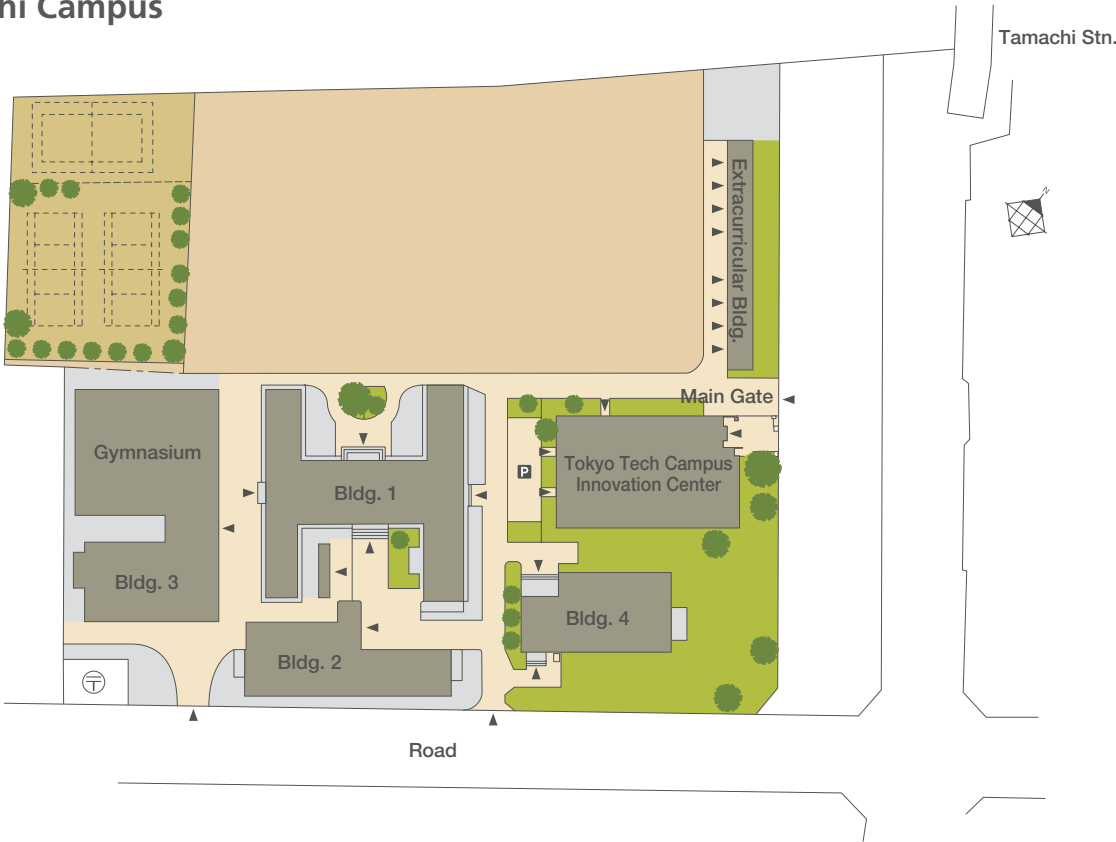 hi Campus
Tamachi Stn.
Extracurricular Bldg.
Main Gate
Gymnasium
Tokyo Tech Campus
Innovation Center
P
Bldg. 1
Bldg. 3
Bldg. 4
Bldg. 2
Road
N